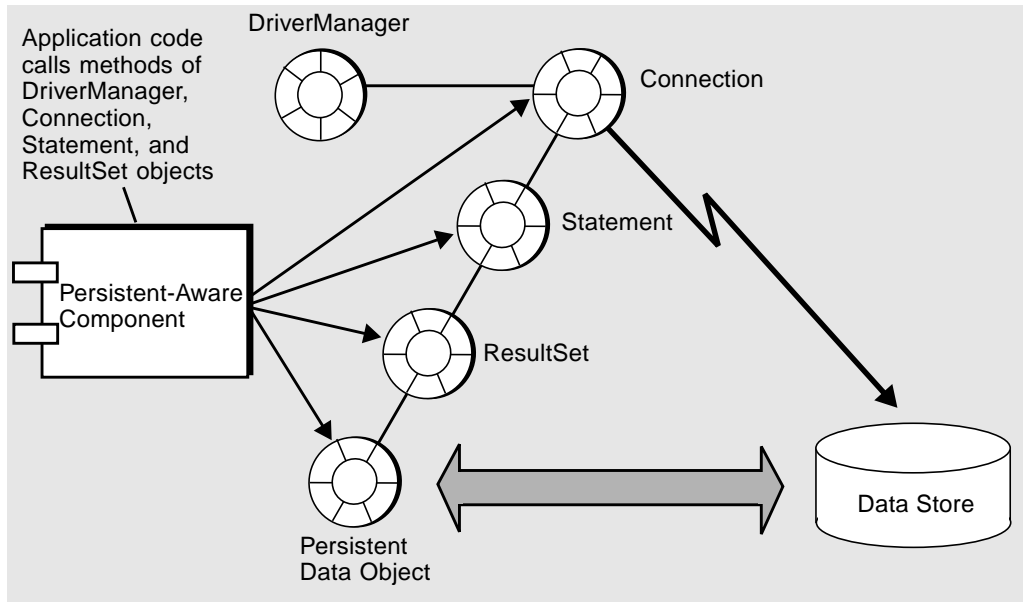 DriverManager
Application code
calls methods of
DriverManager,
Connection,
Statement, and
ResultSet objects
Connection
Statement
Persistent-Aware
Component
ResultSet
Data Store
Persistent
Data Object